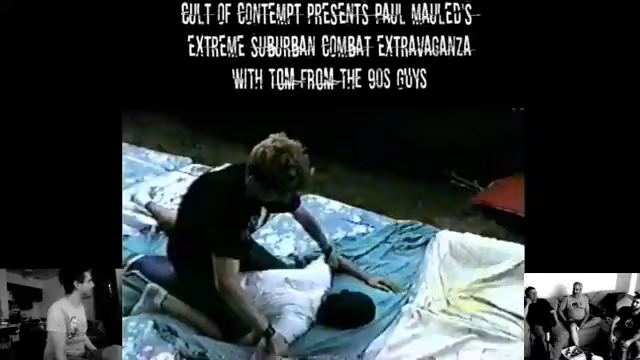 CULT OF CONTEMPT PRESENTS PAUL MAULED'S
EXTREME SUBURBAN COMBAT EXTRAVAGANZA
WITH TOM FROM THE 90S GUYS